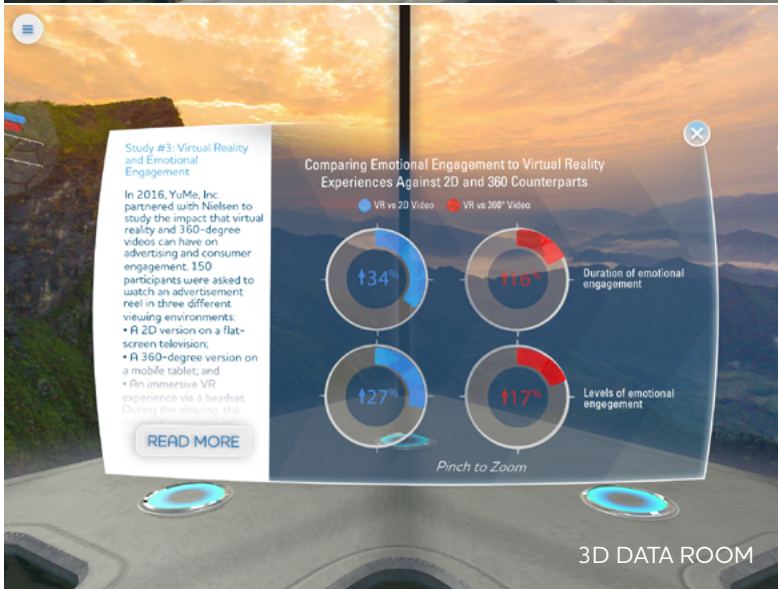 Study #3: Virtual Reality
and Emotional
Engagement
In 2016, YuMe, Inc.
partnered with Nielsen to
study the impact that virtual
reality and 360-degree
videos can have on
advertising and consumer
engagement. 150
participants were asked to
watch an advertisement
reel in three different
viewing environments:
• A 2D version on a flat-
screen television;
• A 360-degree version on
a mobile tablet; and
• An immersive VR
experience via a headset.
During the viewing, the
READ MORE
Comparing Emotional Engagement to Virtual Reality
Experiences Against 2D and 360 Counterparts
VR vs 2D Video VR vs 360° Video
34% 16% Duration of emotional
engagement
27% 17% Levels of emotional
engegement
Pinch to Zoom
3D DATA ROOM